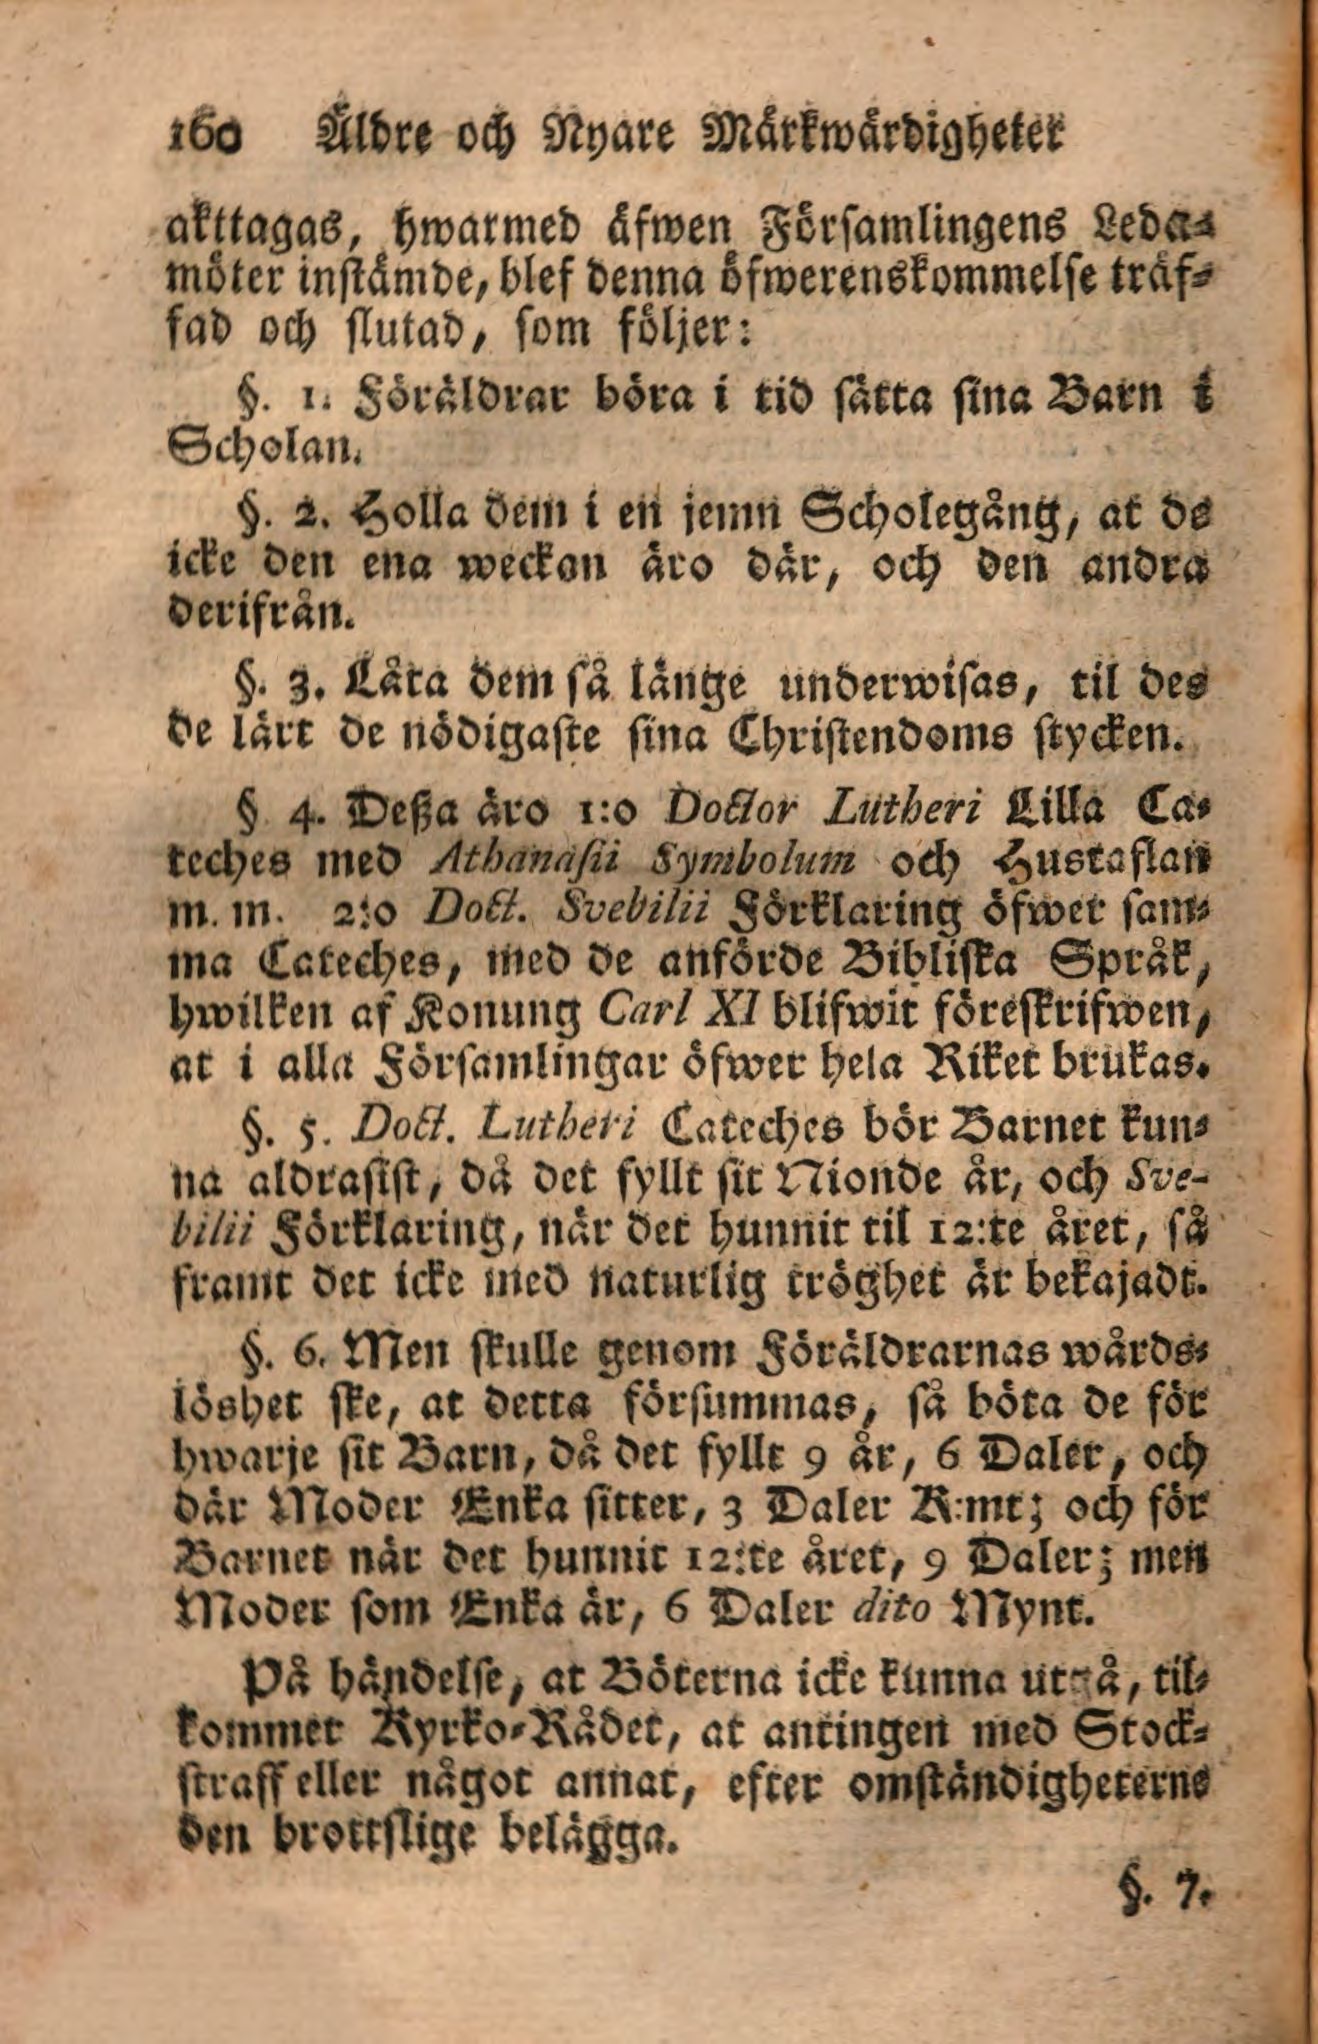 160 Äldre och Nyare Märkwärdigheter
akttagas, hwarmed äfwen Församlingens Leda-
möter instämde, blef denna öfwerenskommelse träf-
fad och slutad, som följer:
§. 1. Föräldrar böra i tid sätta sina Barn i
Scholan.
§. 2. Holla dem i en jemn Scholegång, at de
icke den ena weckan äro där, och den andra
derifrån.
§. 3. Låta dem så länge underwisas, til des
de lärt de nödigaste sina Christendoms stycken.
§ 4. Deßa äro 1:o Doctor Lutheri Lilla Ca-
teches med Athanasii Symbolum och Hustaflan
m. m. 2:o Doct. Svebilii Förklaring öfwer sam-
ma Cateches, med de anförde Bibliska Språk,
hwilken af Konung Carl XI blifwit föreskrifwen,
at i alla Församlingar öfwer hela Riket brukas.
§. 5. Doct. Lutheri Cateches bör Barnet kun-
na aldrasist, då det fyllt sit Nionde år, och Sve-
bilii Förklaring, när det hunnit til 12:te året, så
framt det icke med naturlig tröghet är bekajadt.
§. 6. Men skulle genom Föräldrarnas wårds-
löshet ske, at detta försummas, så böta de för
hwarje sit Barn, då det fyllt 9 år, 6 Daler, och
där Moder Enka sitter, 3 Daler K:mt; och för
Barnet när det hunnit 12:te året, 9 Daler; men
Moder som Enka är, 6 Daler dito Mynt.
På händelse, at Böterna icke kunna utgå, til-
kommer Kyrko-Rådet, at antingen med Stock-
straff eller något annat, efter omständigheterne
den brottslige belägga.
§. 7.